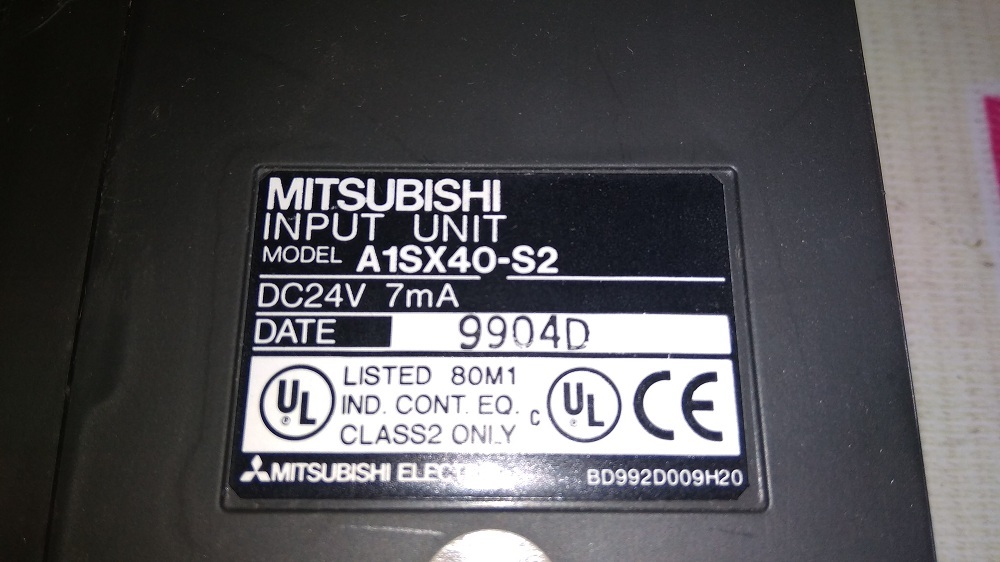 MITSUBISHI
INPUT UNIT
MODEL A1SX40-S2
DC24V 7mA
DATE 9904D
UL LISTED 80M1
IND. CONT. EQ.
CLASS2 ONLY
c UL CE
MITSUBISHI BD992D009H20